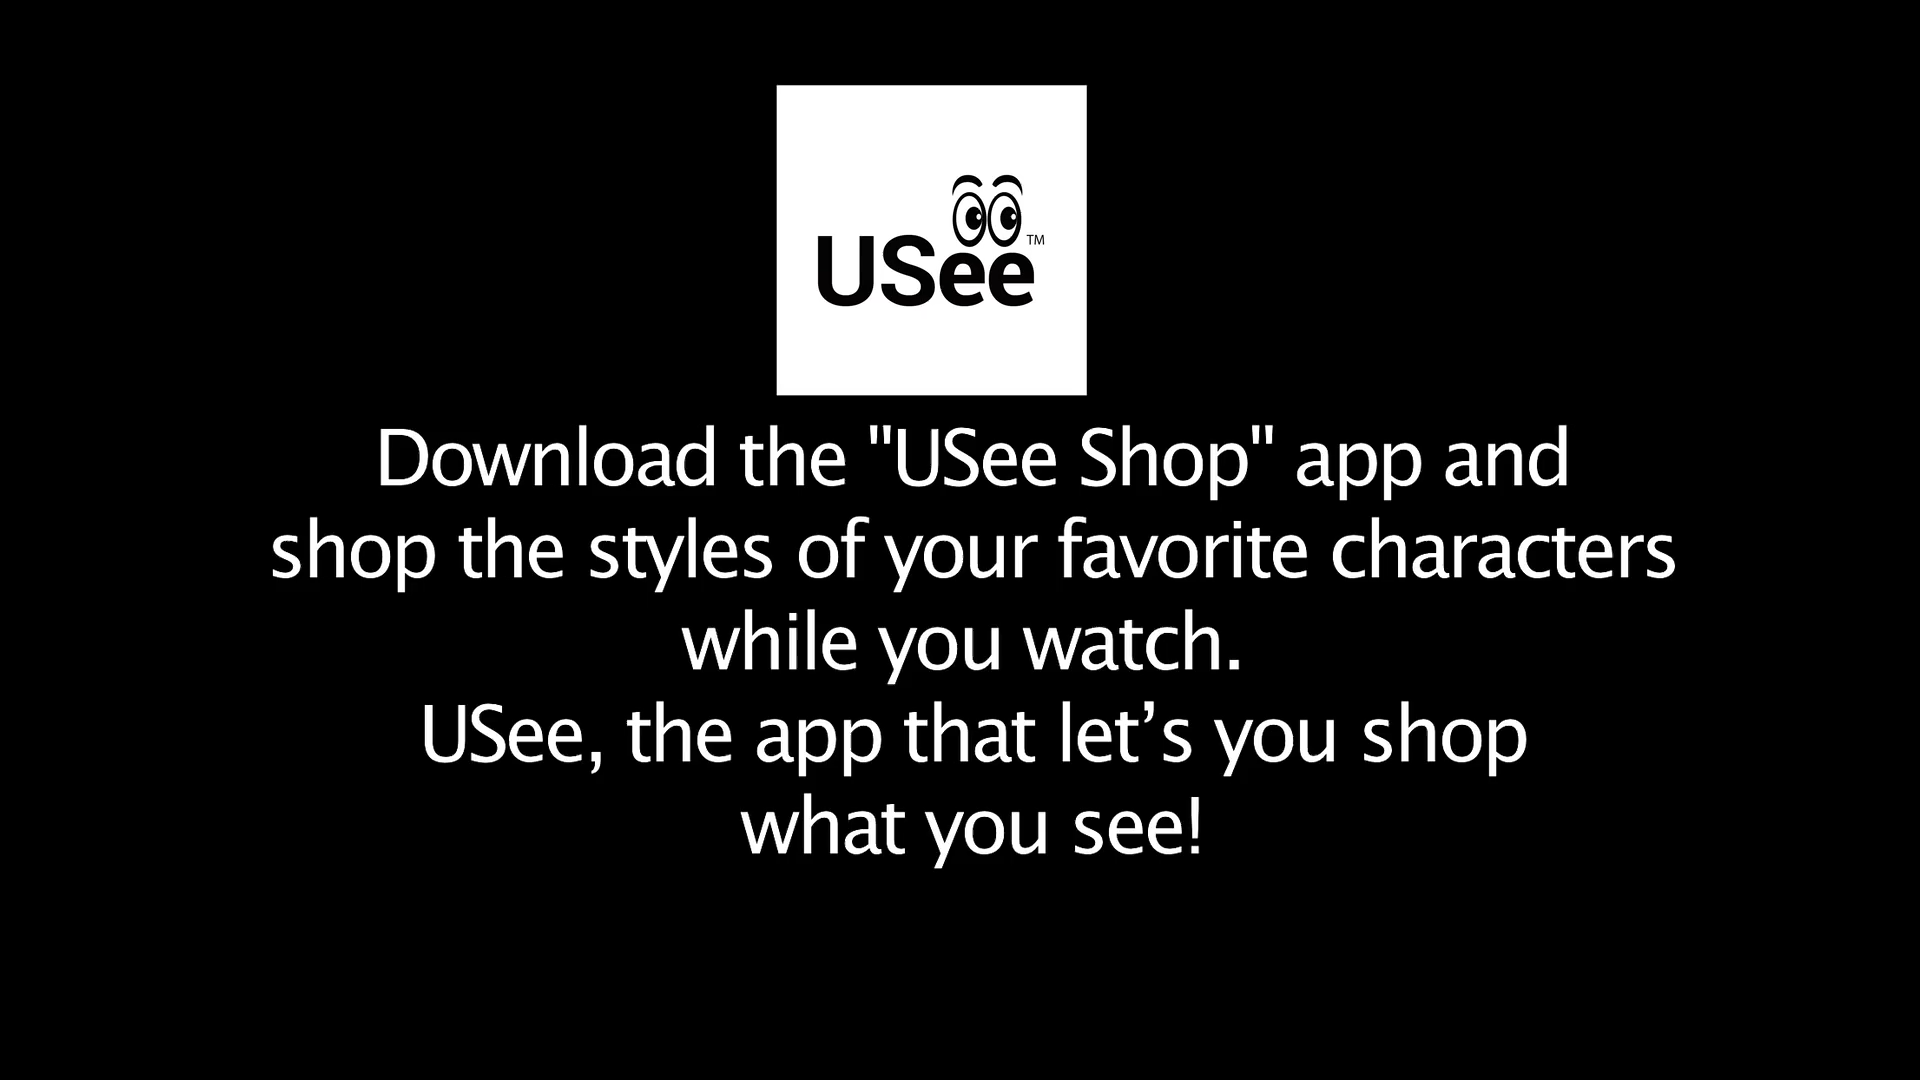 USee™
Download the "USee Shop" app and
shop the styles of your favorite characters
while you watch.
USee, the app that let’s you shop
what you see!